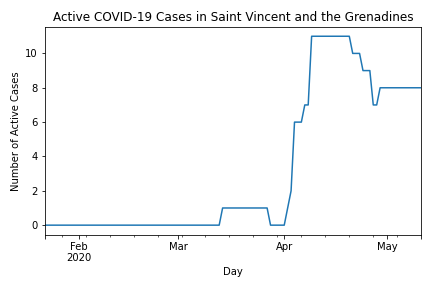 Active COVID-19 Cases in Saint Vincent and the Grenadines
Number of Active Cases
10
8
6
4
2
0
Feb Mar Apr May
2020
Day